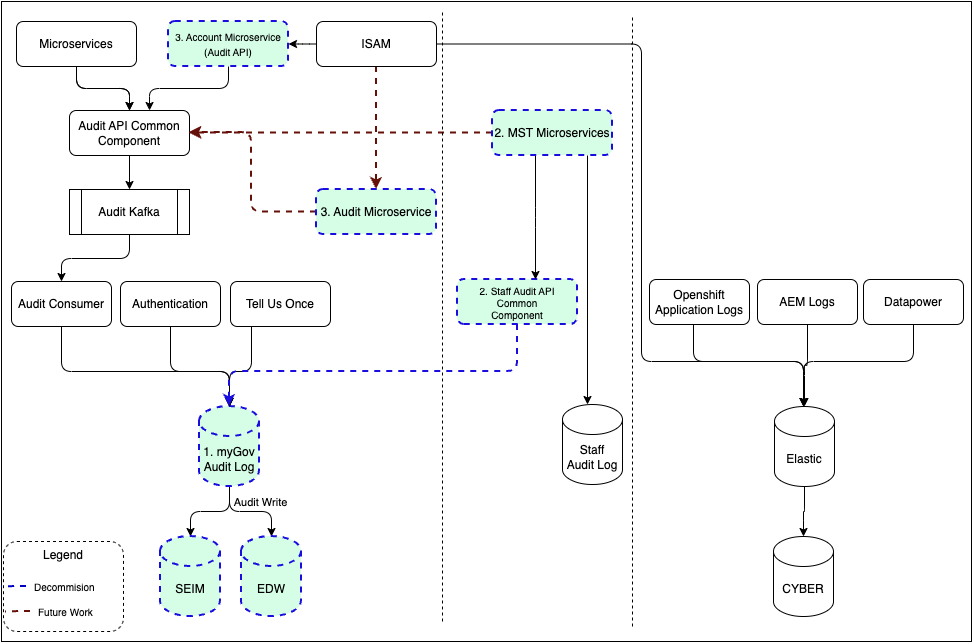 Microservices
3. Account Microservice
(Audit API)
ISAM
Audit API Common
Component
2. MST Microservices
Audit Kafka
3. Audit Microservice
Audit Consumer
Authentication
Tell Us Once
2. Staff Audit API
Common
Component
Openshift
Application Logs
AEM Logs
Datapower
1. myGov
Audit Log
Staff
Audit Log
Elastic
Audit Write
SEIM
EDW
CYBER
Legend
Decommision
Future Work